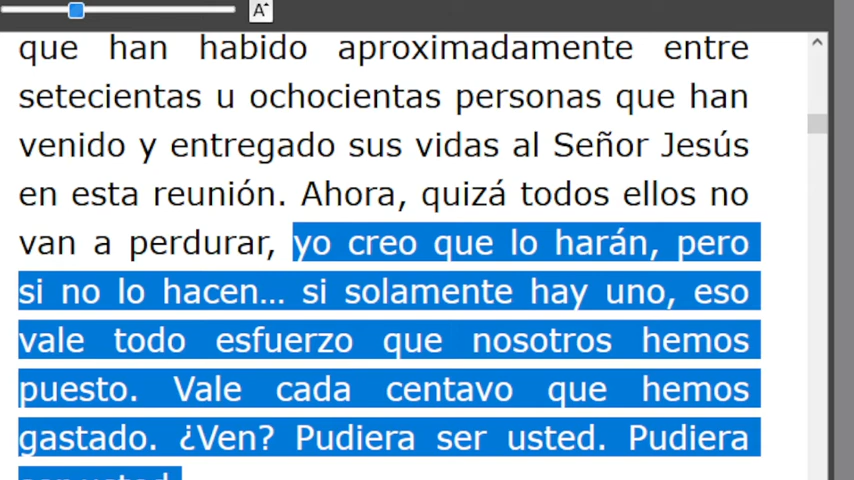 A
que han habido aproximadamente entre
setecientas u ochocientas personas que han
venido y entregado sus vidas al Señor Jesús
en esta reunión. Ahora, quizá todos ellos no
van a perdurar, yo creo que lo harán, pero
si no lo hacen... si solamente hay uno, eso
vale todo esfuerzo que nosotros hemos
puesto. Vale cada centavo que hemos
gastado. ¿Ven? Pudiera ser usted. Pudiera